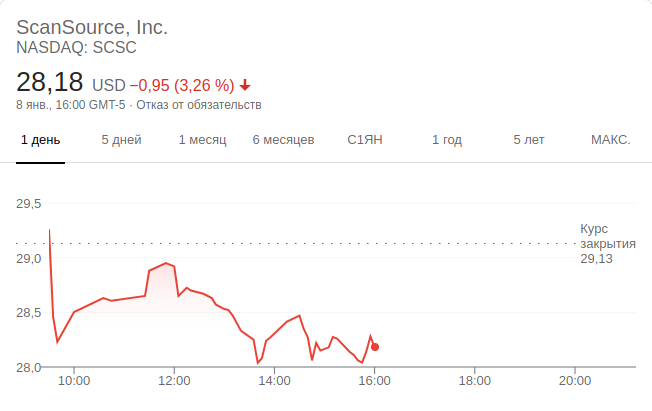 ScanSource, Inc.
NASDAQ: SCSC
28,18 USD −0,95 (3,26 %)
8 янв., 16:00 GMT-5 · Отказ от обязательств
1 день 5 дней 1 месяц 6 месяцев С1ЯН 1 год 5 лет МАКС.
29,5
Курс
закрытия
29,13
29,0
28,5
28,0
10:00 12:00 14:00 16:00 18:00 20:00